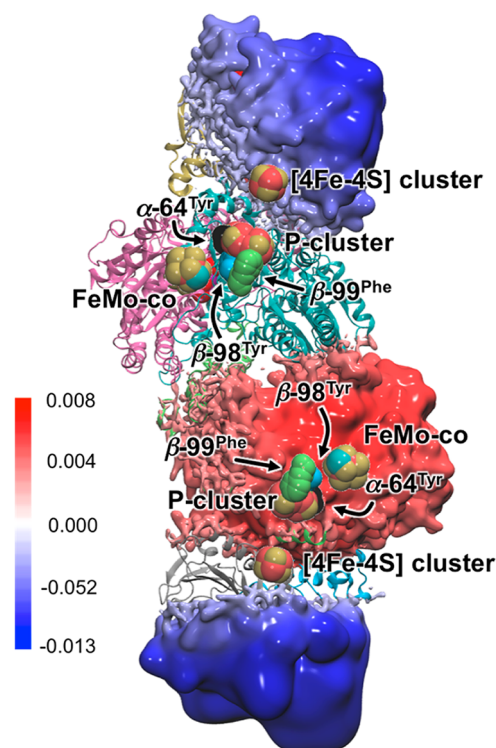 [4Fe-4S] cluster
α-64Tyr
P-cluster
FeMo-co
β-99Phe
β-98Tyr
β-98Tyr
0.008
FeMo-co
β-99Phe
0.004
α-64Tyr
P-cluster
0.000
[4Fe-4S] cluster
-0.052
-0.013